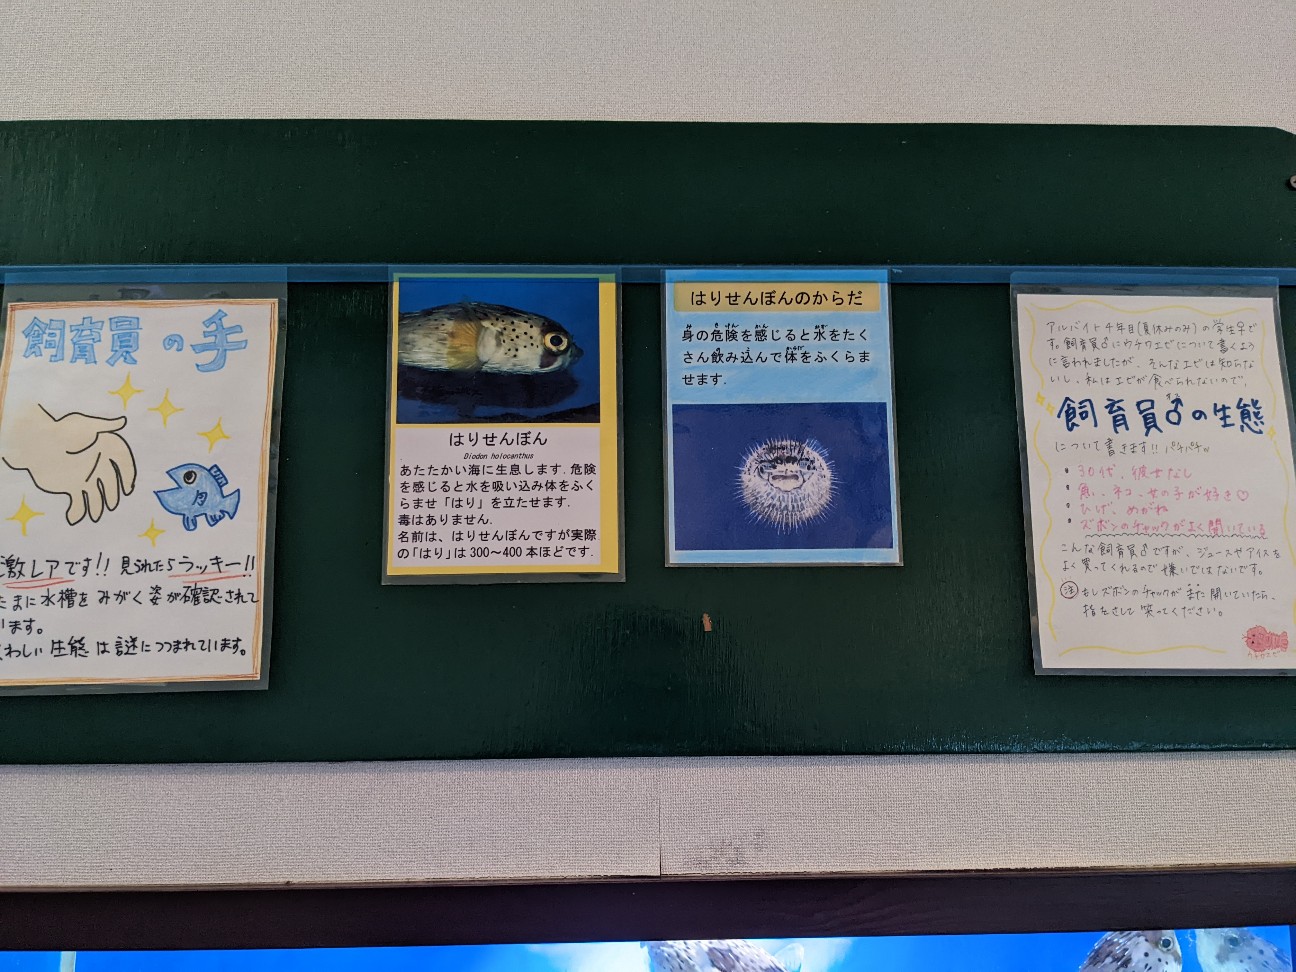 飼育員の手
激レアです!! 見られたらラッキー!!
たまに水槽をみがく姿が確認されて
います。
くわしい生態は謎につつまれています。
はりせんぼん
Diodon holocanthus
あたたかい海に生息します．危険
を感じると水を吸い込み体をふく
らませ「はり」を立たせます．
毒はありません．
名前は、はりせんぼんですが実際
の「はり」は300～400本ほどです．
はりせんぼんのからだ
身の危険を感じると水をたく
さん飲み込んで体をふくらま
せます．
アルバイト4年目(夏休みのみ)の学生Fで
す。飼育員♂にウチワエビについて書くよう
に言われましたが、そんなエビは知らな
いし、私はエビが食べられないので、
飼育員♂の生態
について書きます!! パチパチ
・30代、彼女なし
・魚、ネコ、女の子が好き♡
・ひげ、めがね
・ズボンのチャックがよく開いている
こんな飼育員♂ですが、ジュースやアイスを
よく買ってくれるので嫌いではないです。
注 もしズボンのチャックがまた開いていたら、
指をさして笑ってください。
ウチワエビ